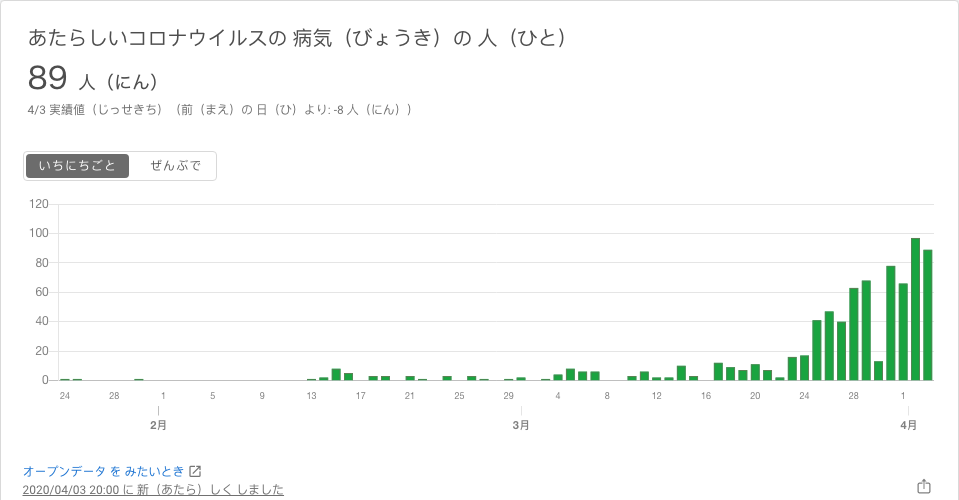 あたらしいコロナウイルスの 病気（びょうき）の 人（ひと）
89 人（にん）
4/3 実績値（じっせきち）（前（まえ）の 日（ひ）より: -8 人（にん））
いちにちごと ぜんぶで
120
100
80
60
40
20
0
24 28 1 5 9 13 17 21 25 29 4 8 12 16 20 24 28 1
2月 3月 4月
オープンデータ を みたいとき
2020/04/03 20:00 に 新（あたら）しく しました